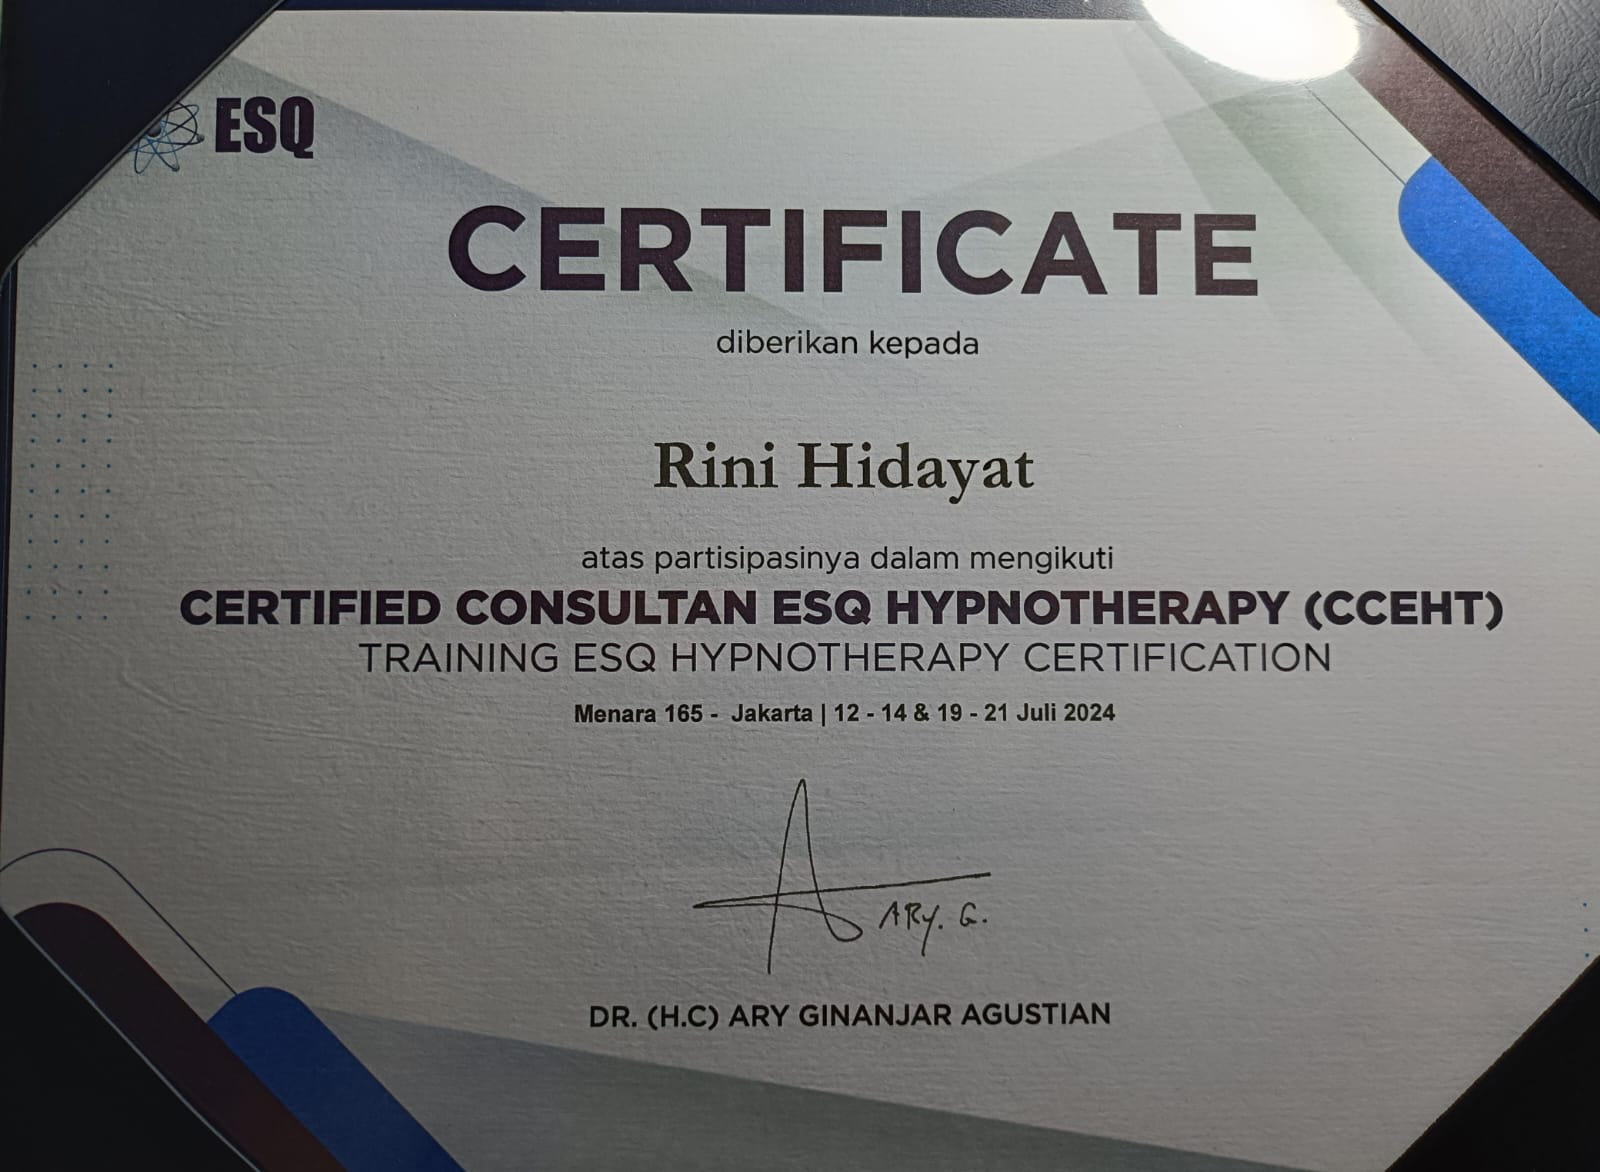 ESQ
CERTIFICATE
diberikan kepada
Rini Hidayat
atas partisipasinya dalam mengikuti
CERTIFIED CONSULTAN ESQ HYPNOTHERAPY (CCEHT)
TRAINING ESQ HYPNOTHERAPY CERTIFICATION
Menara 165 - Jakarta | 12 - 14 & 19 - 21 Juli 2024
ARY. G.
DR. (H.C) ARY GINANJAR AGUSTIAN